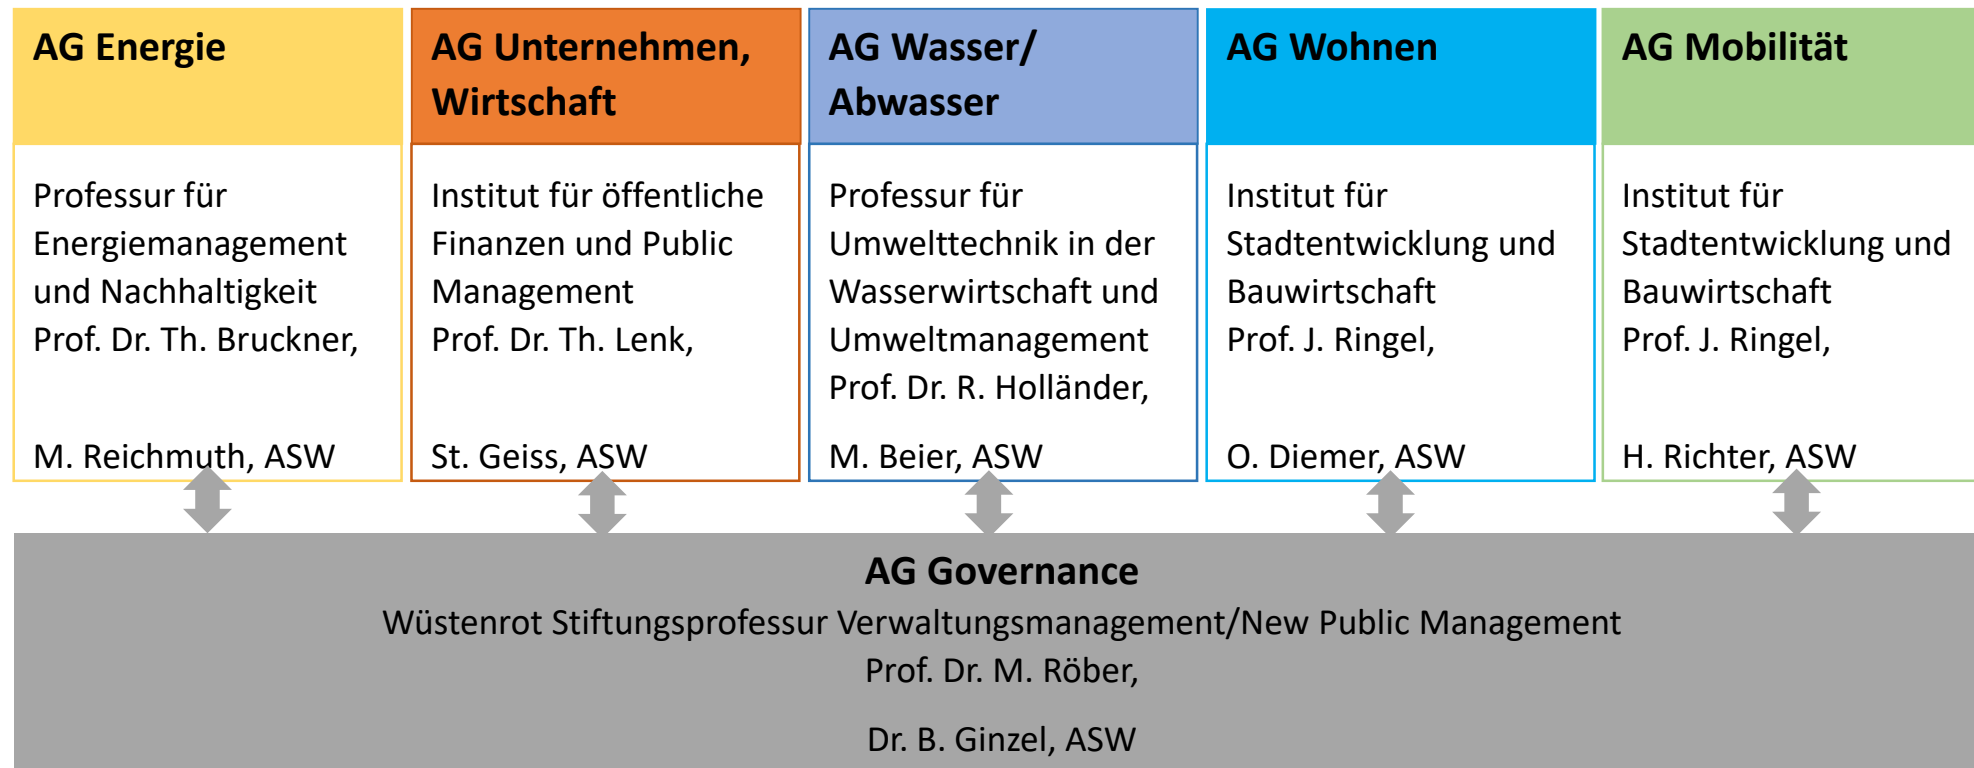 AG Energie
Professur für
Energiemanagement
und Nachhaltigkeit
Prof. Dr. Th. Bruckner,
M. Reichmuth, ASW
AG Unternehmen,
Wirtschaft
Institut für öffentliche
Finanzen und Public
Management
Prof. Dr. Th. Lenk,
St. Geiss, ASW
AG Wasser/
Abwasser
Professur für
Umwelttechnik in der
Wasserwirtschaft und
Umweltmanagement
Prof. Dr. R. Holländer,
M. Beier, ASW
AG Wohnen
Institut für
Stadtentwicklung und
Bauwirtschaft
Prof. J. Ringel,
O. Diemer, ASW
AG Mobilität
Institut für
Stadtentwicklung und
Bauwirtschaft
Prof. J. Ringel,
H. Richter, ASW
AG Governance
Wüstenrot Stiftungsprofessur Verwaltungsmanagement/New Public Management
Prof. Dr. M. Röber,
Dr. B. Ginzel, ASW